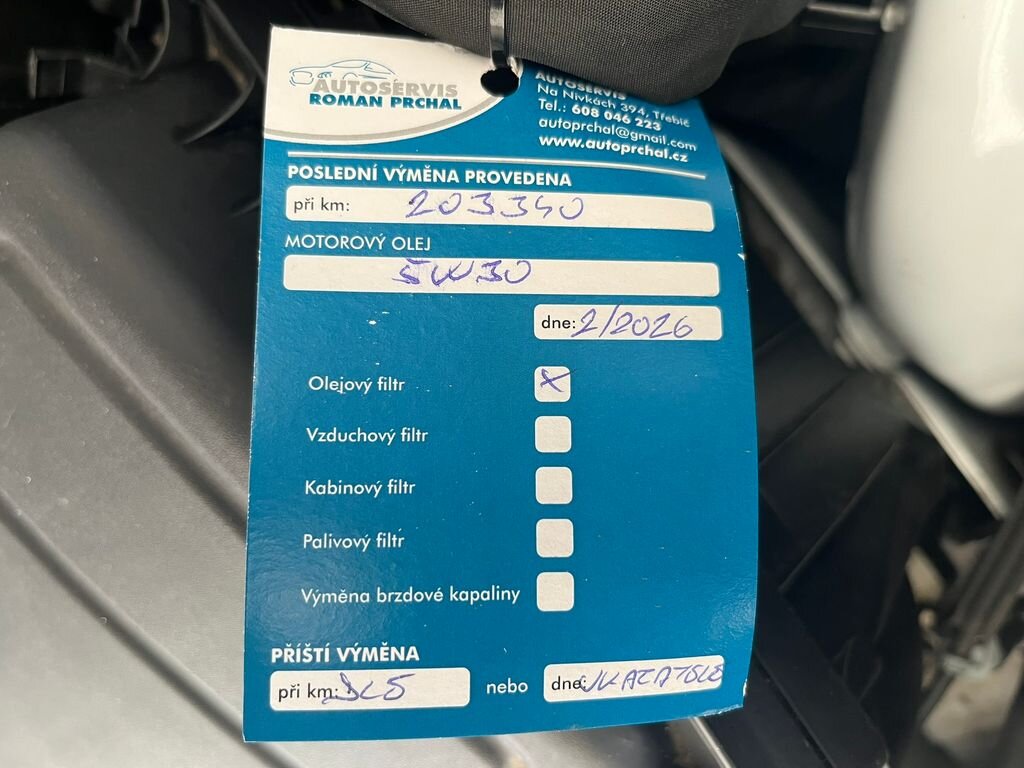 AUTOSERVIS
ROMAN PRCHAL
AUTOSERVIS
Na Nivkách 394, Třebíč
Tel.: 608 046 223
autoprchal@gmail.com
www.autoprchal.cz
POSLEDNÍ VÝMĚNA PROVEDENA
při km: 203340
MOTOROVÝ OLEJ
5W30
dne: 2/2026
Olejový filtr X
Vzduchový filtr
Kabinový filtr
Palivový filtr
Výměna brzdové kapaliny
PŘÍŠTÍ VÝMĚNA
při km: DLE nebo dne: UKAZATELE